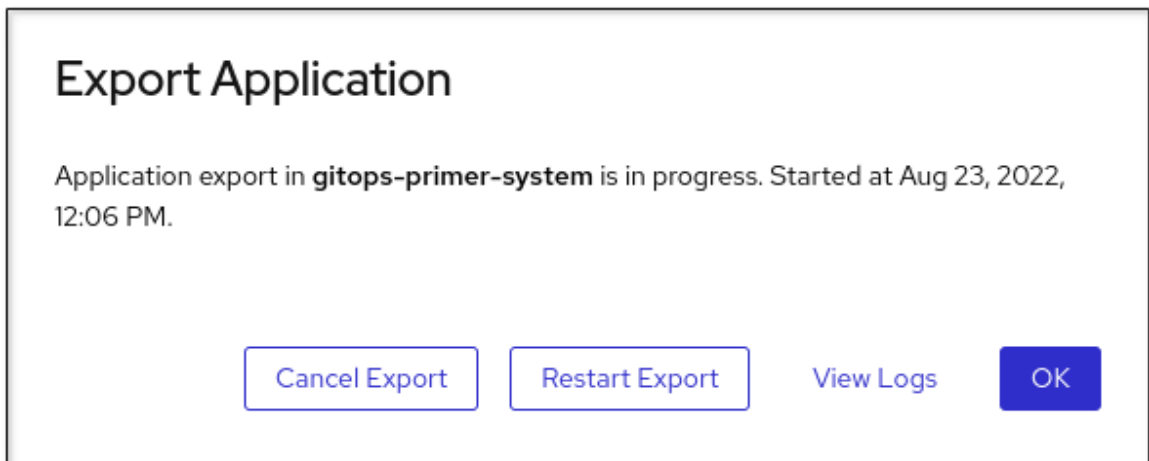 Export Application
Application export in gitops-primer-system is in progress. Started at Aug 23, 2022,
12:06 PM.
Cancel Export Restart Export View Logs OK